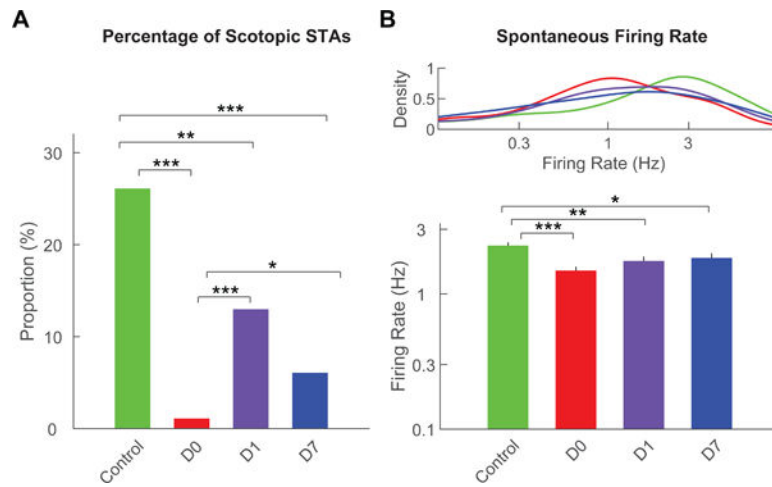 A
Percentage of Scotopic STAs
***
**
***
*
***
Proportion (%)
30
20
10
0
Control
D0
D1
D7
B
Spontaneous Firing Rate
Density
1
0.5
0
0.3
1
3
Firing Rate (Hz)
*
**
***
Firing Rate (Hz)
3
1
0.3
0.1
Control
D0
D1
D7